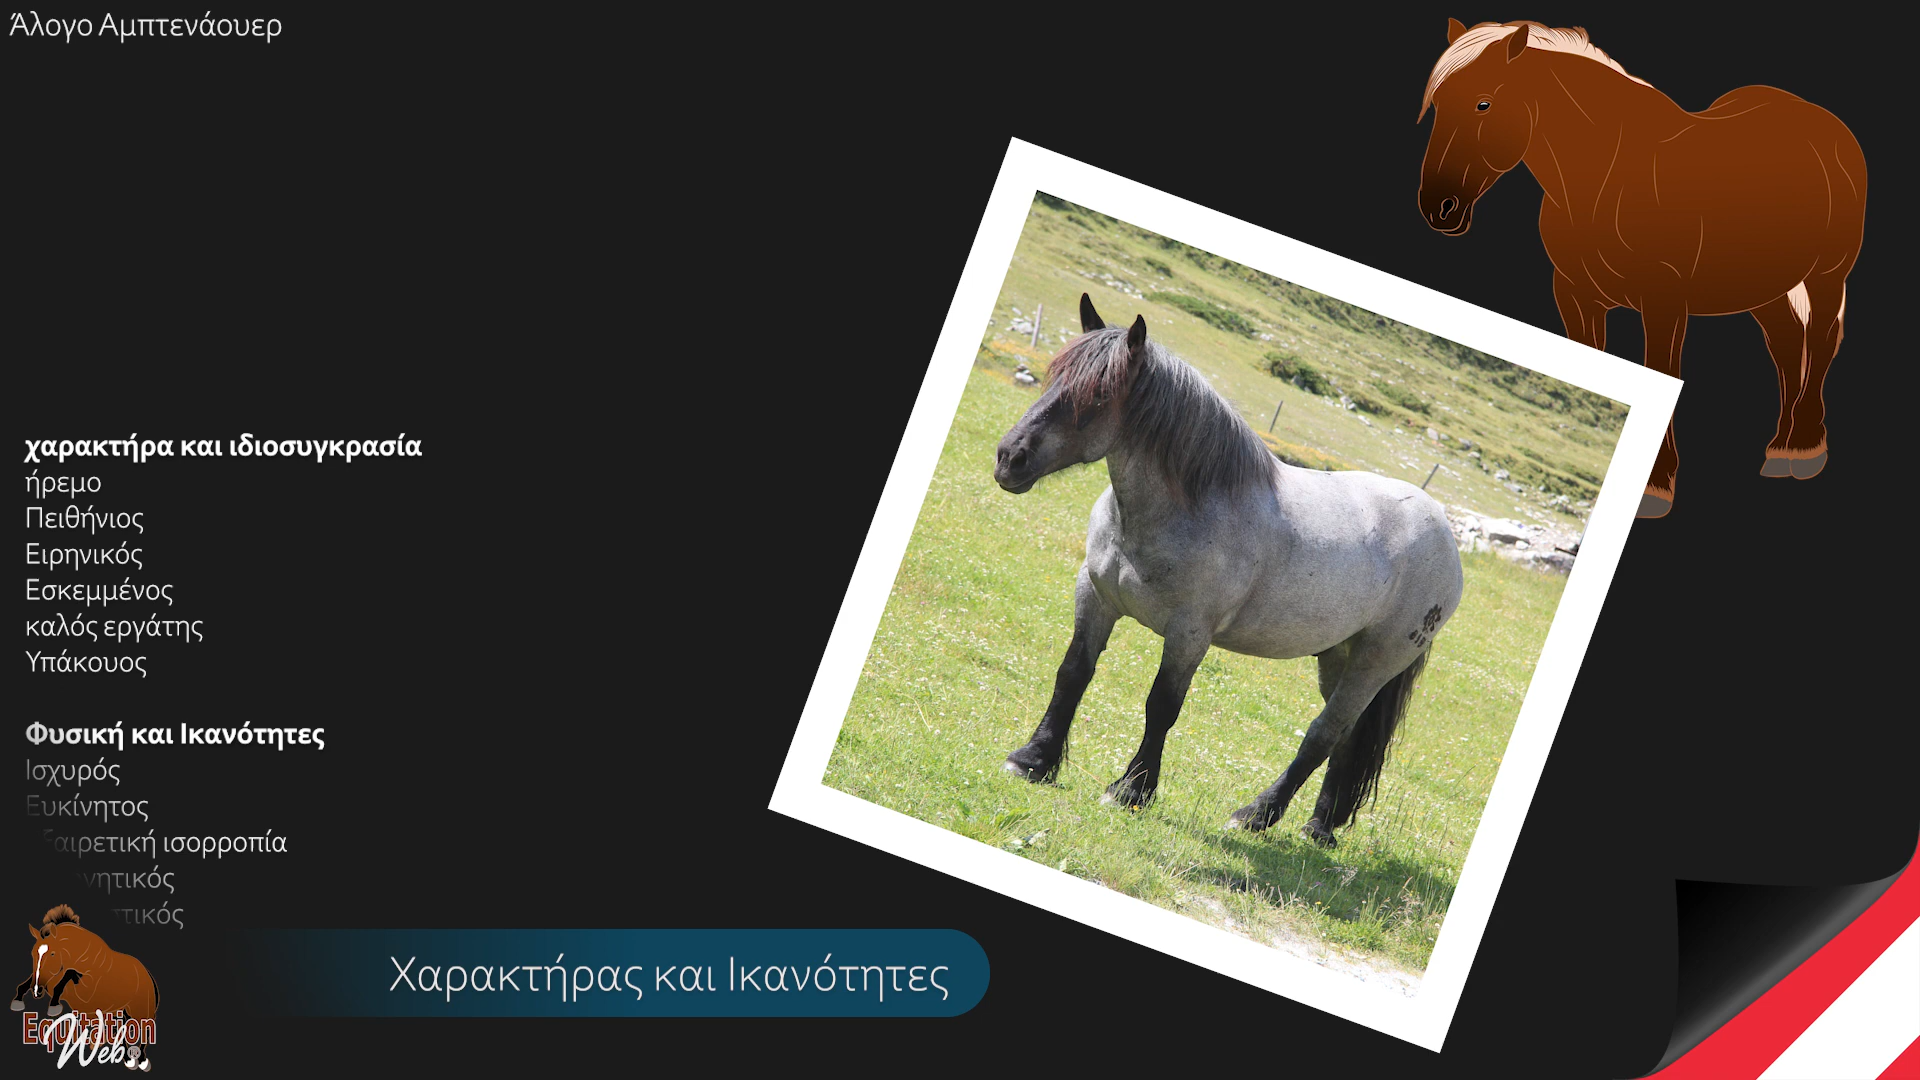 Άλογο Αμπτενάουερ
χαρακτήρα και ιδιοσυγκρασία
ήρεμο
Πειθήνιος
Ειρηνικός
Εσκεμμένος
καλός εργάτης
Υπάκουος
Φυσική και Ικανότητες
Ισχυρός
Ευκίνητος
Εξαιρετική ισορροπία
Χαρακτήρας και Ικανότητες
Equitation
Web